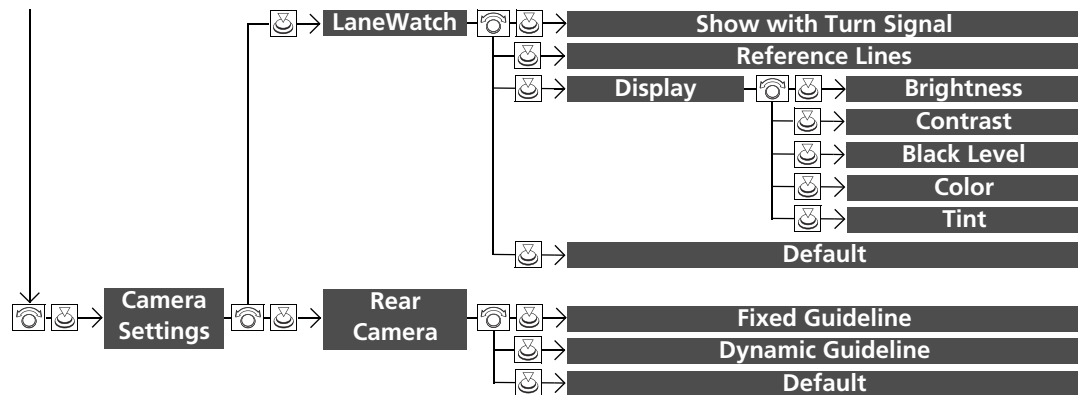 LaneWatch
Show with Turn Signal
Reference Lines
Display
Brightness
Contrast
Black Level
Color
Tint
Default
Camera
Settings
Rear
Camera
Fixed Guideline
Dynamic Guideline
Default